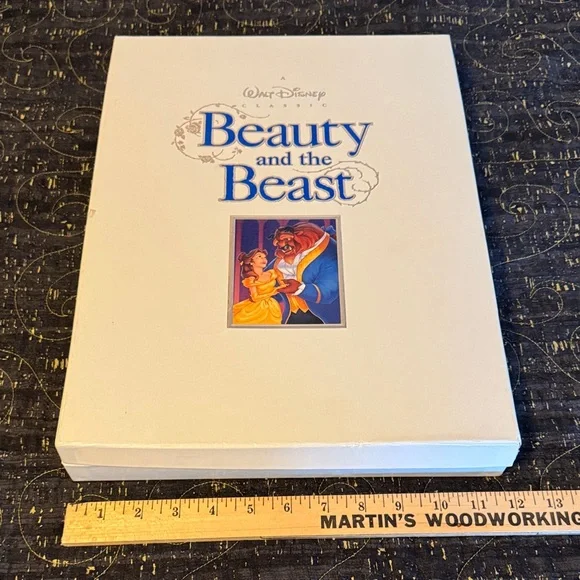 A
Walt Disney
CLASSIC
Beauty
and the
Beast
1 2 3 4 5 6 7 8 9 10 11 12 13
MARTIN'S WOODWORKING